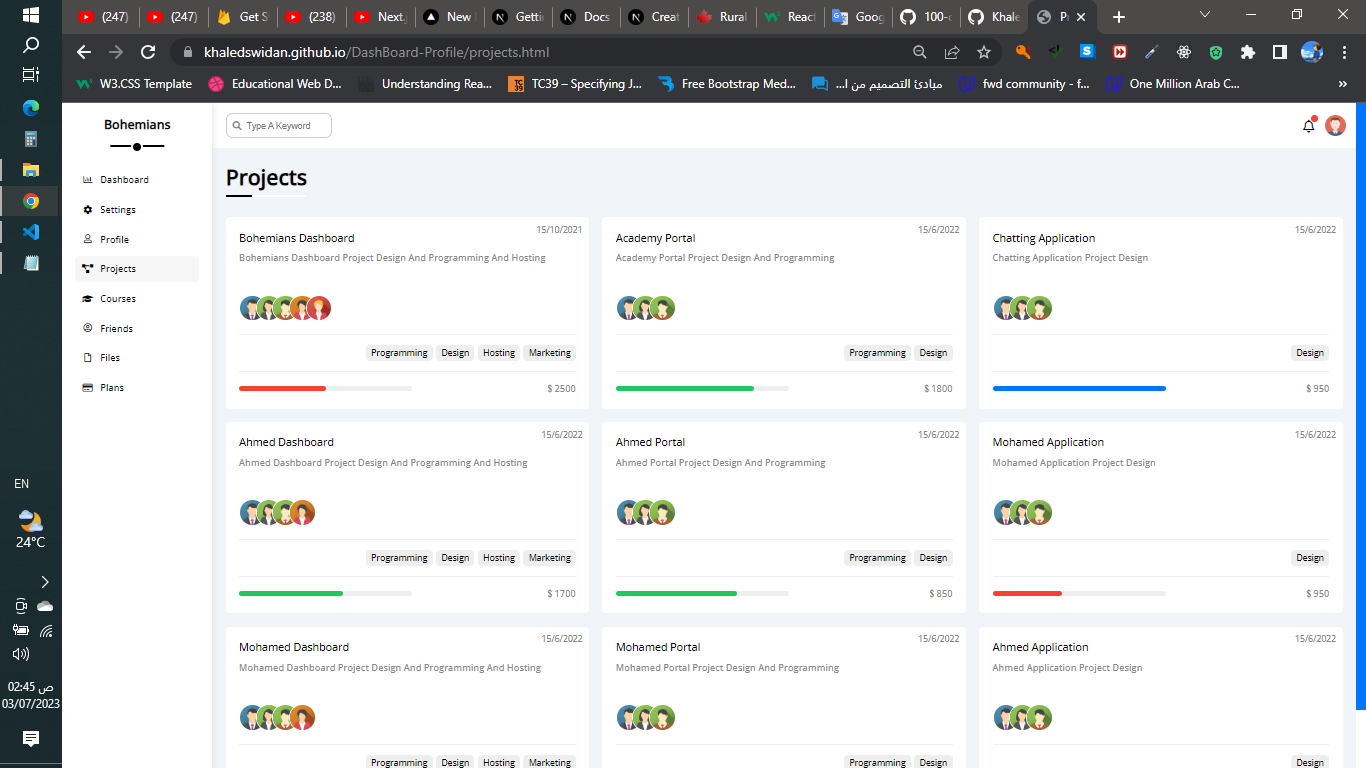 (247)
(247)
Get S
(238)
Next.
New
Gettin
Docs
Creat
Rural
React
Goog
100-
Khale
P
khaledswidan.github.io/DashBoard-Profile/projects.html
W3.CSS Template
Educational Web D...
Understanding Rea...
TC39 – Specifying J...
Free Bootstrap Med...
مبادئ التصميم من ا...
fwd community - f...
One Million Arab C...
»
Bohemians
Type A Keyword
Dashboard
Settings
Profile
Projects
Courses
Friends
Files
Plans
Projects
15/10/2021
Bohemians Dashboard
Bohemians Dashboard Project Design And Programming And Hosting
Programming Design Hosting Marketing
$ 2500
15/6/2022
Academy Portal
Academy Portal Project Design And Programming
Programming Design
$ 1800
15/6/2022
Chatting Application
Chatting Application Project Design
Design
$ 950
15/6/2022
Ahmed Dashboard
Ahmed Dashboard Project Design And Programming And Hosting
Programming Design Hosting Marketing
$ 1700
15/6/2022
Ahmed Portal
Ahmed Portal Project Design And Programming
Programming Design
$ 850
15/6/2022
Mohamed Application
Mohamed Application Project Design
Design
$ 950
15/6/2022
Mohamed Dashboard
Mohamed Dashboard Project Design And Programming And Hosting
Programming Design Hosting Marketing
15/6/2022
Mohamed Portal
Mohamed Portal Project Design And Programming
Programming Design
15/6/2022
Ahmed Application
Ahmed Application Project Design
Design
EN
24°C
02:45 ص
03/07/2023